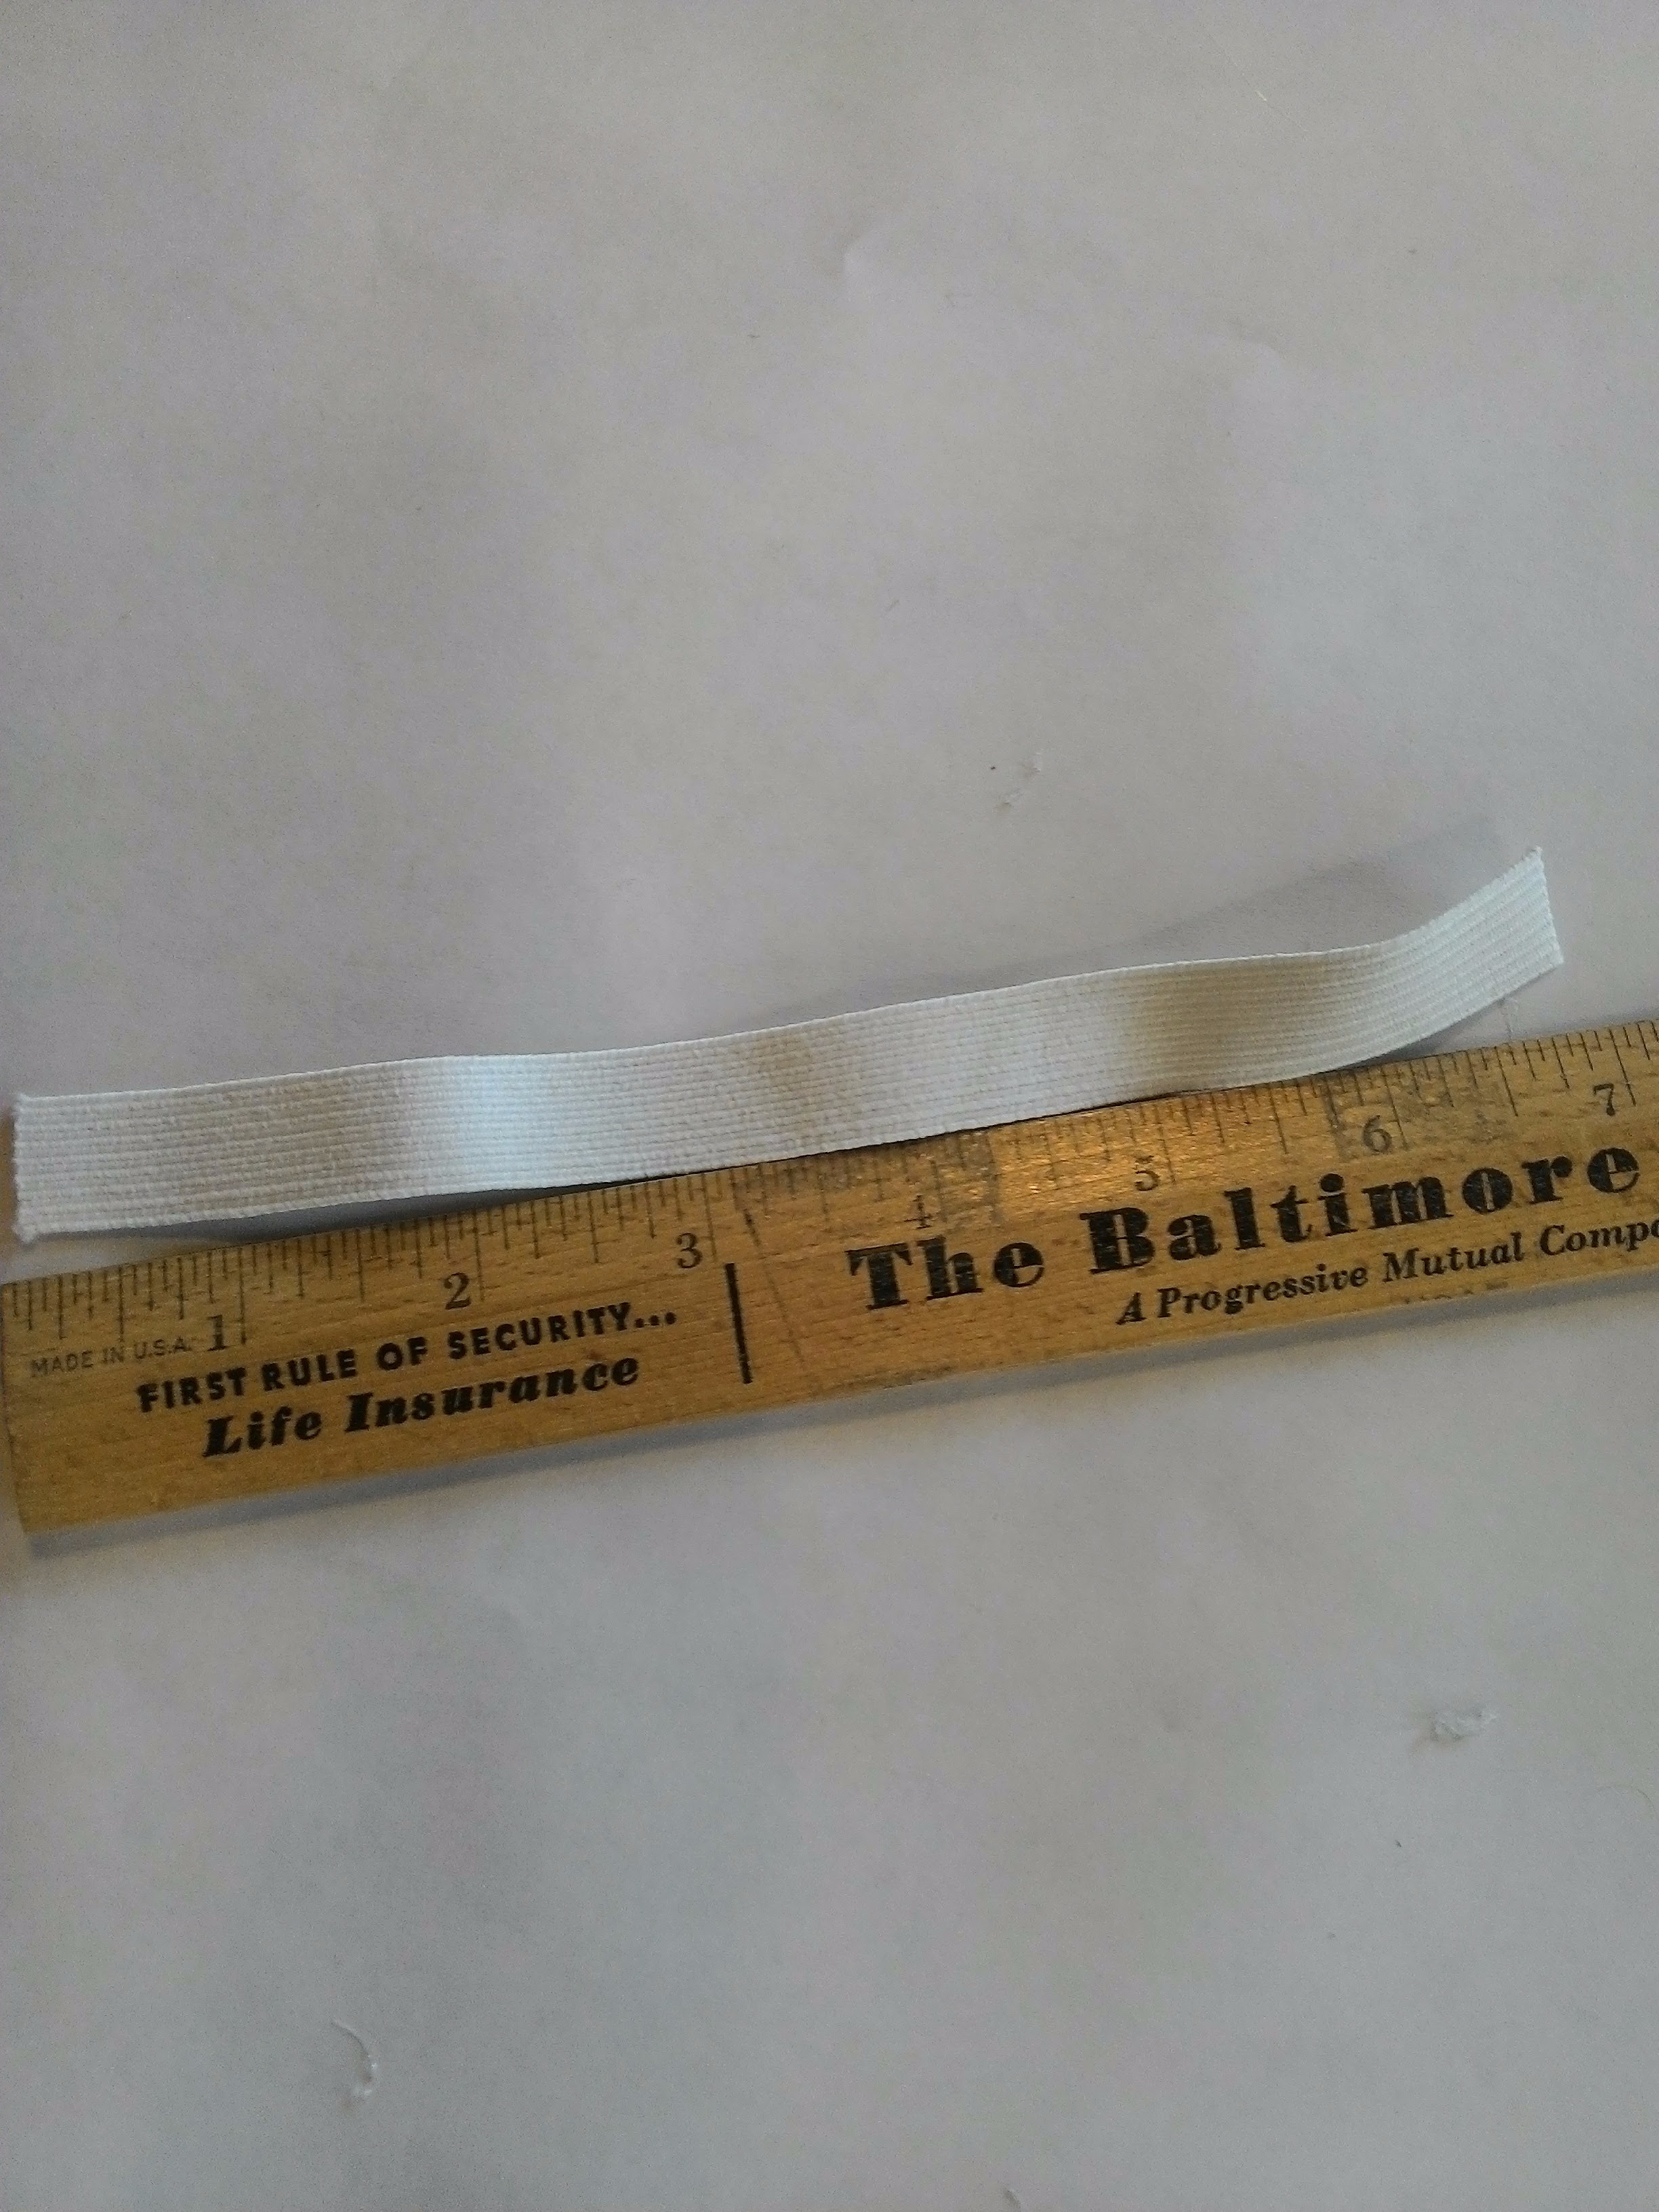 1 2 3 4 5 6 7
MADE IN U.S.A.
FIRST RULE OF SECURITY...
Life Insurance
The Baltimore
A Progressive Mutual Compa